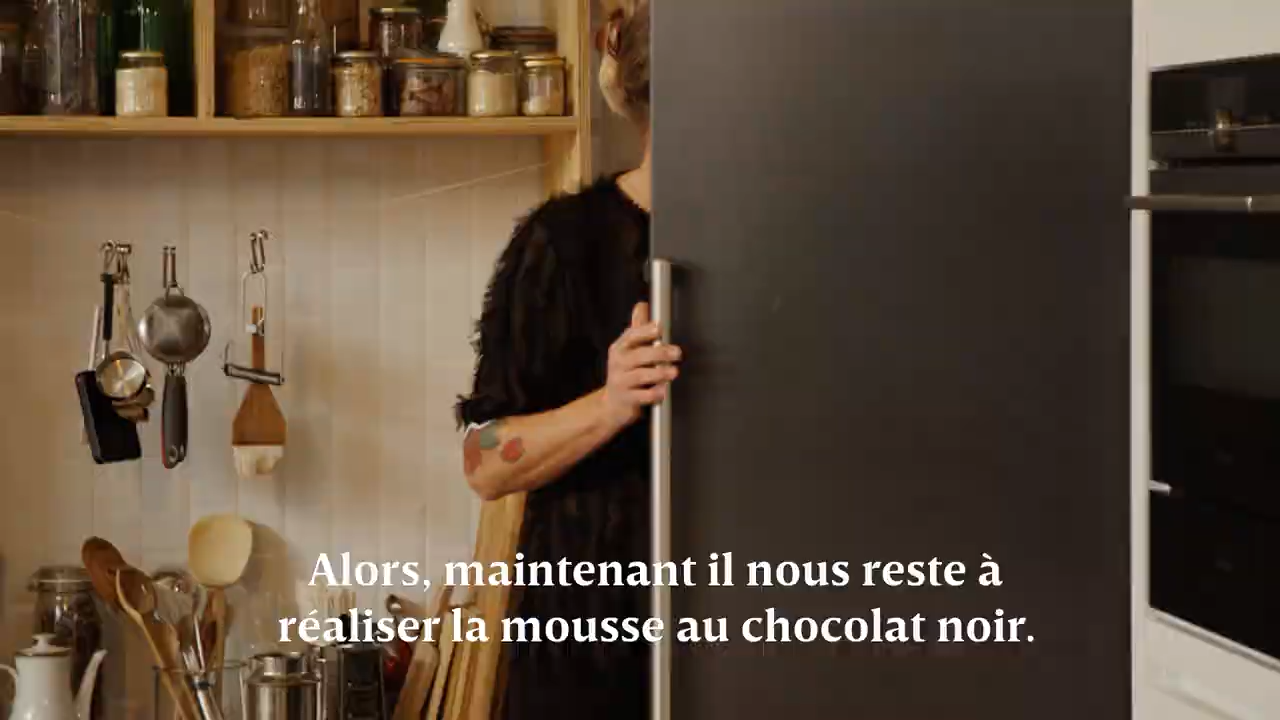 Alors, maintenant il nous reste à
réaliser la mousse au chocolat noir.